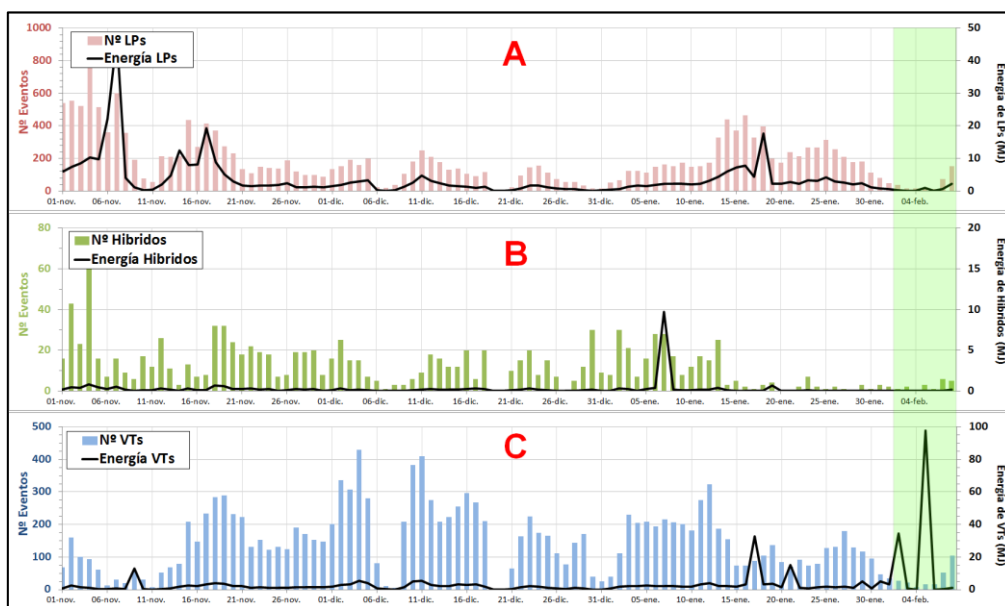 A
Nº LPs
Energía LPs
Nº Eventos
Energía de LPs (MJ)
1000
800
600
400
200
0
50
40
30
20
10
0
01-nov. 06-nov. 11-nov. 16-nov. 21-nov. 26-nov. 01-dic. 06-dic. 11-dic. 16-dic. 21-dic. 26-dic. 31-dic. 05-ene. 10-ene. 15-ene. 20-ene. 25-ene. 30-ene. 04-feb.
B
Nº Hibridos
Energía Hibridos
Nº Eventos
Energía de Hibridos (MJ)
80
60
40
20
0
20
15
10
5
0
01-nov. 06-nov. 11-nov. 16-nov. 21-nov. 26-nov. 01-dic. 06-dic. 11-dic. 16-dic. 21-dic. 26-dic. 31-dic. 05-ene. 10-ene. 15-ene. 20-ene. 25-ene. 30-ene. 04-feb.
C
Nº VTs
Energía VTs
Nº Eventos
Energía de VTs (MJ)
500
400
300
200
100
0
100
80
60
40
20
0
01-nov. 06-nov. 11-nov. 16-nov. 21-nov. 26-nov. 01-dic. 06-dic. 11-dic. 16-dic. 21-dic. 26-dic. 31-dic. 05-ene. 10-ene. 15-ene. 20-ene. 25-ene. 30-ene. 04-feb.